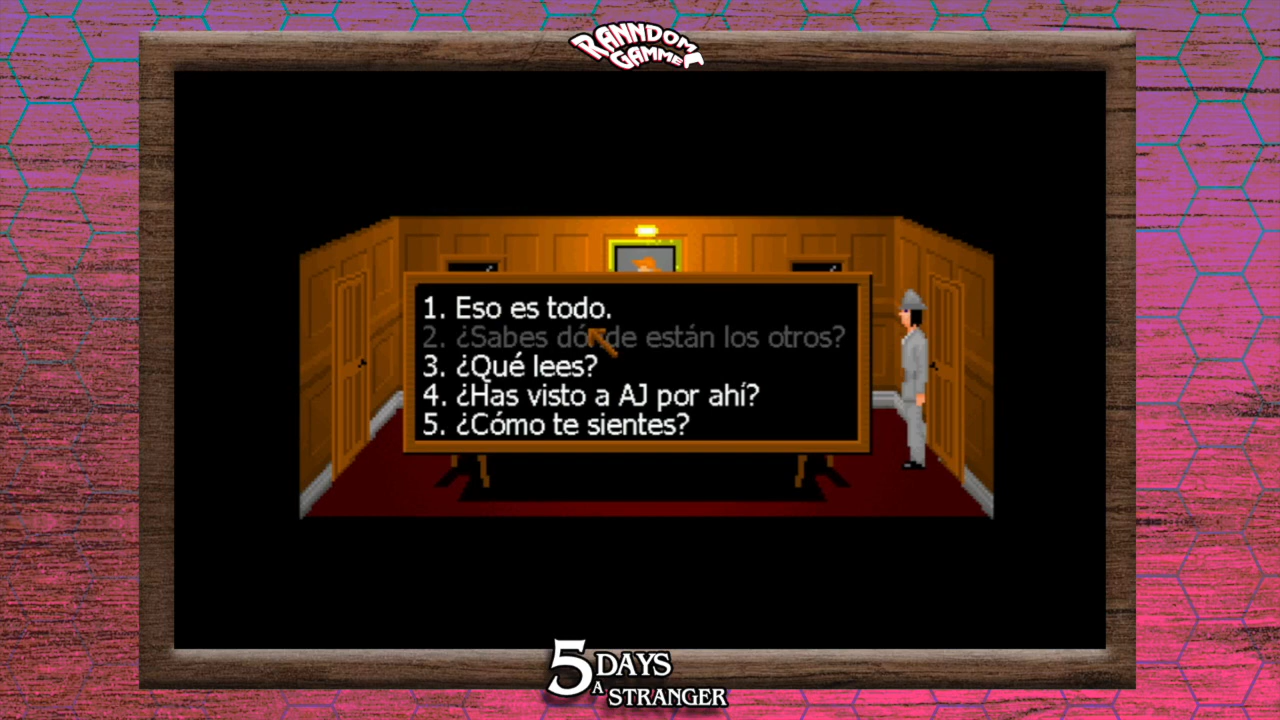 RANNDOM
GAMME
1. Eso es todo.
2. ¿Sabes dónde están los otros?
3. ¿Qué lees?
4. ¿Has visto a AJ por ahí?
5. ¿Cómo te sientes?
5 DAYS
A STRANGER